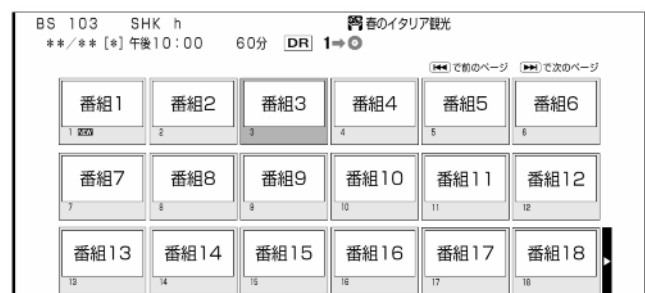 BS 103 SHK h 春のイタリア観光
**/**[*]午後10:00 60分 DR 1⇒
⏮で前のページ ⏭で次のページ
番組1 番組2 番組3 番組4 番組5 番組6
1 NEW 2 3 4 5 6
番組7 番組8 番組9 番組10 番組11 番組12
7 8 9 10 11 12
番組13 番組14 番組15 番組16 番組17 番組18
13 14 15 16 17 18